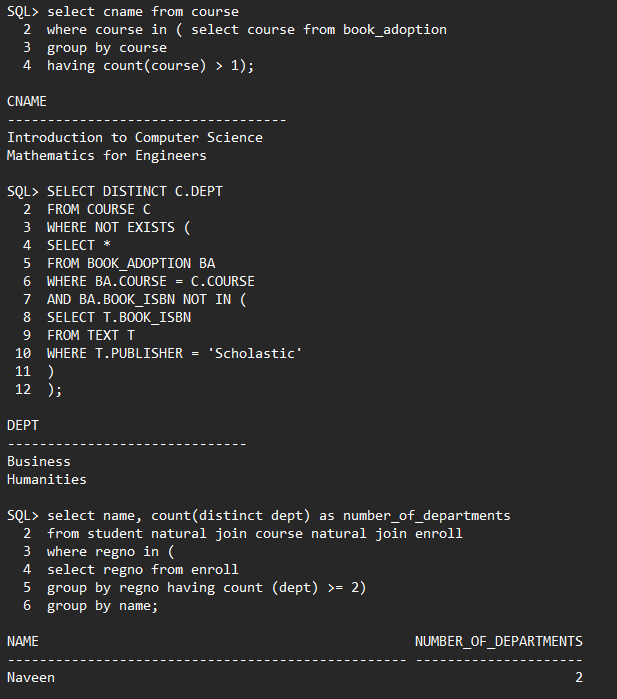 SQL> select cname from course
  2  where course in ( select course from book_adoption
  3  group by course
  4  having count(course) > 1);
CNAME
-----------------------------------
Introduction to Computer Science
Mathematics for Engineers
SQL> SELECT DISTINCT C.DEPT
  2  FROM COURSE C
  3  WHERE NOT EXISTS (
  4  SELECT *
  5  FROM BOOK_ADOPTION BA
  6  WHERE BA.COURSE = C.COURSE
  7  AND BA.BOOK_ISBN NOT IN (
  8  SELECT T.BOOK_ISBN
  9  FROM TEXT T
 10  WHERE T.PUBLISHER = 'Scholastic'
 11  )
 12  );
DEPT
------------------------------
Business
Humanities
SQL> select name, count(distinct dept) as number_of_departments
  2  from student natural join course natural join enroll
  3  where regno in (
  4  select regno from enroll
  5  group by regno having count (dept) >= 2)
  6  group by name;
NAME                                               NUMBER_OF_DEPARTMENTS
-------------------------------------------------- ---------------------
Naveen                                                                 2